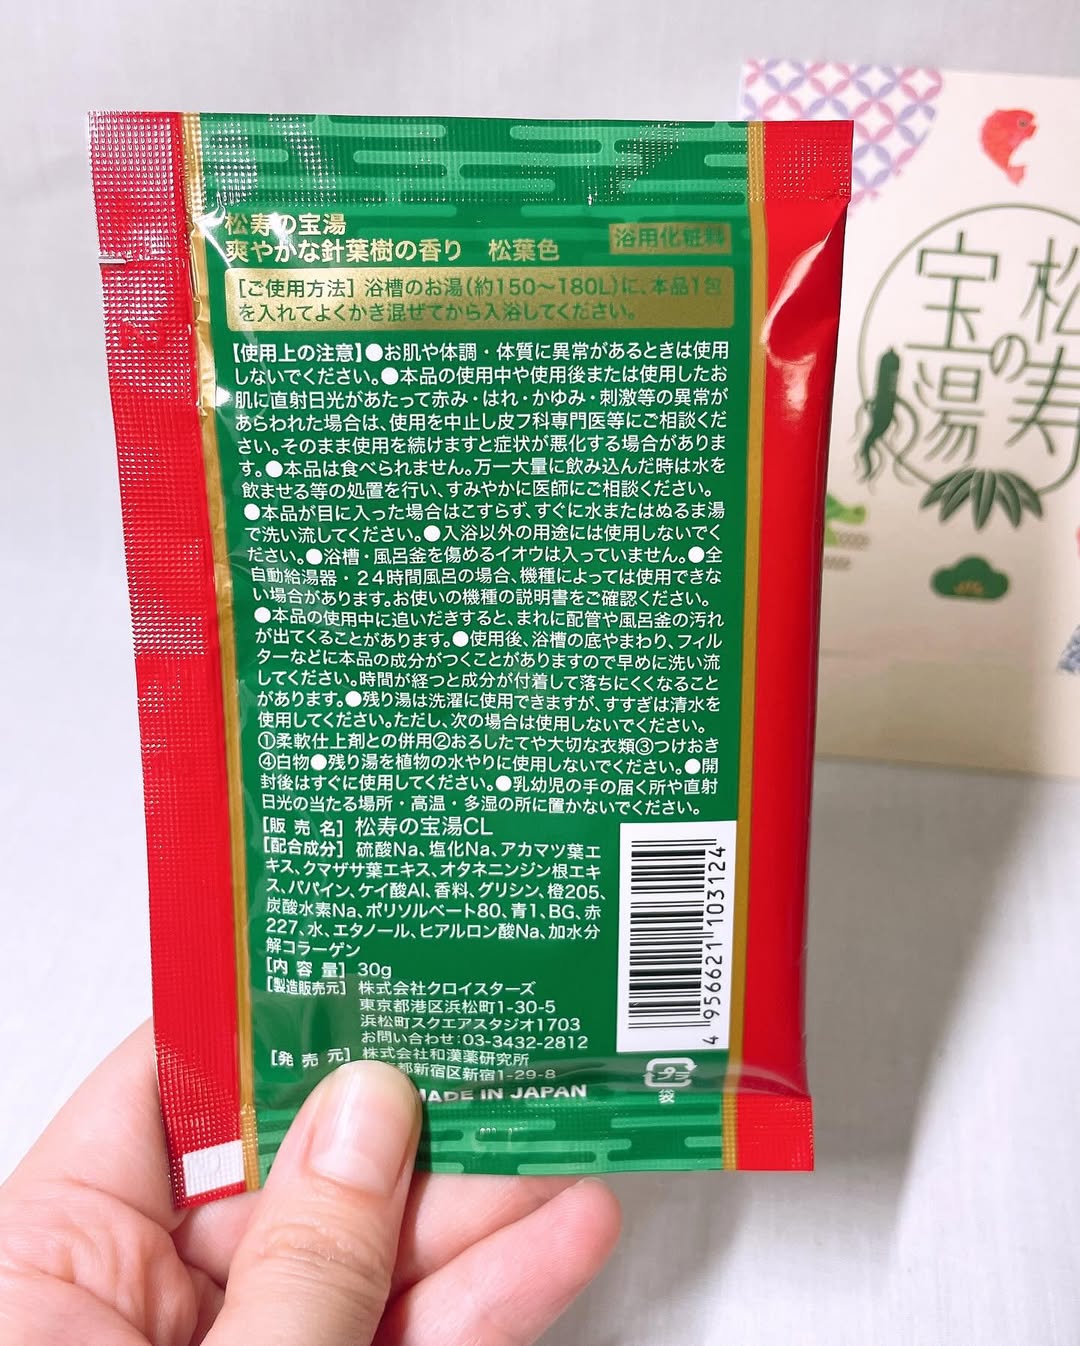 松寿の宝湯
爽やかな針葉樹の香り 松葉色
浴用化粧料
[ご使用方法] 浴槽のお湯(約150〜180L)に、本品1包
を入れてよくかき混ぜてから入浴してください。
【使用上の注意】●お肌や体調・体質に異常があるときは使用
しないでください。●本品の使用中や使用後または使用したお
肌に直射日光があたって赤み・はれ・かゆみ・刺激等の異常が
あらわれた場合は、使用を中止し皮フ科専門医等にご相談くだ
さい。そのまま使用を続けますと症状が悪化する場合がありま
す。●本品は食べられません。万一大量に飲み込んだ時は水を
飲ませる等の処置を行い、すみやかに医師にご相談ください。
●本品が目に入った場合はこすらず、すぐに水またはぬるま湯
で洗い流してください。●入浴以外の用途には使用しないでく
ださい。●浴槽・風呂釜を傷めるイオウは入っていません。●全
自動給湯器・24時間風呂の場合、機種によっては使用できな
い場合があります。お使いの機種の説明書をご確認ください。
●本品の使用中に追いだきすると、まれに配管や風呂釜の汚れ
が出てくることがあります。●使用後、浴槽の底やまわり、フィル
ターなどに本品の成分がつくことがありますので早めに洗い流
してください。時間が経つと成分が付着して落ちにくくなること
があります。●残り湯は洗濯に使用できますが、すすぎは清水を
使用してください。ただし、次の場合は使用しないでください。
①柔軟仕上剤との併用②おろしたてや大切な衣類③つけおき
④白物●残り湯を植物の水やりに使用しないでください。●開
封後はすぐに使用してください。●乳幼児の手の届く所や直射
日光の当たる場所・高温・多湿の所に置かないでください。
[販売名] 松寿の宝湯CL
[配合成分] 硫酸Na、塩化Na、アカマツ葉エ
キス、クマザサ葉エキス、オタネニンジン根エキ
ス、パパイン、ケイ酸Al、香料、グリシン、橙205、
炭酸水素Na、ポリソルベート80、青1、BG、赤
227、水、エタノール、ヒアルロン酸Na、加水分
解コラーゲン
[内容量] 30g
[製造販売元] 株式会社クロイスターズ
東京都港区浜松町1-30-5
浜松町スクエアスタジオ1703
お問い合わせ:03-3432-2812
[発売元] 株式会社和漢薬研究所
都新宿区新宿1-29-8
MADE IN JAPAN
4 956621 103124
プラ
袋
松寿の
宝湯